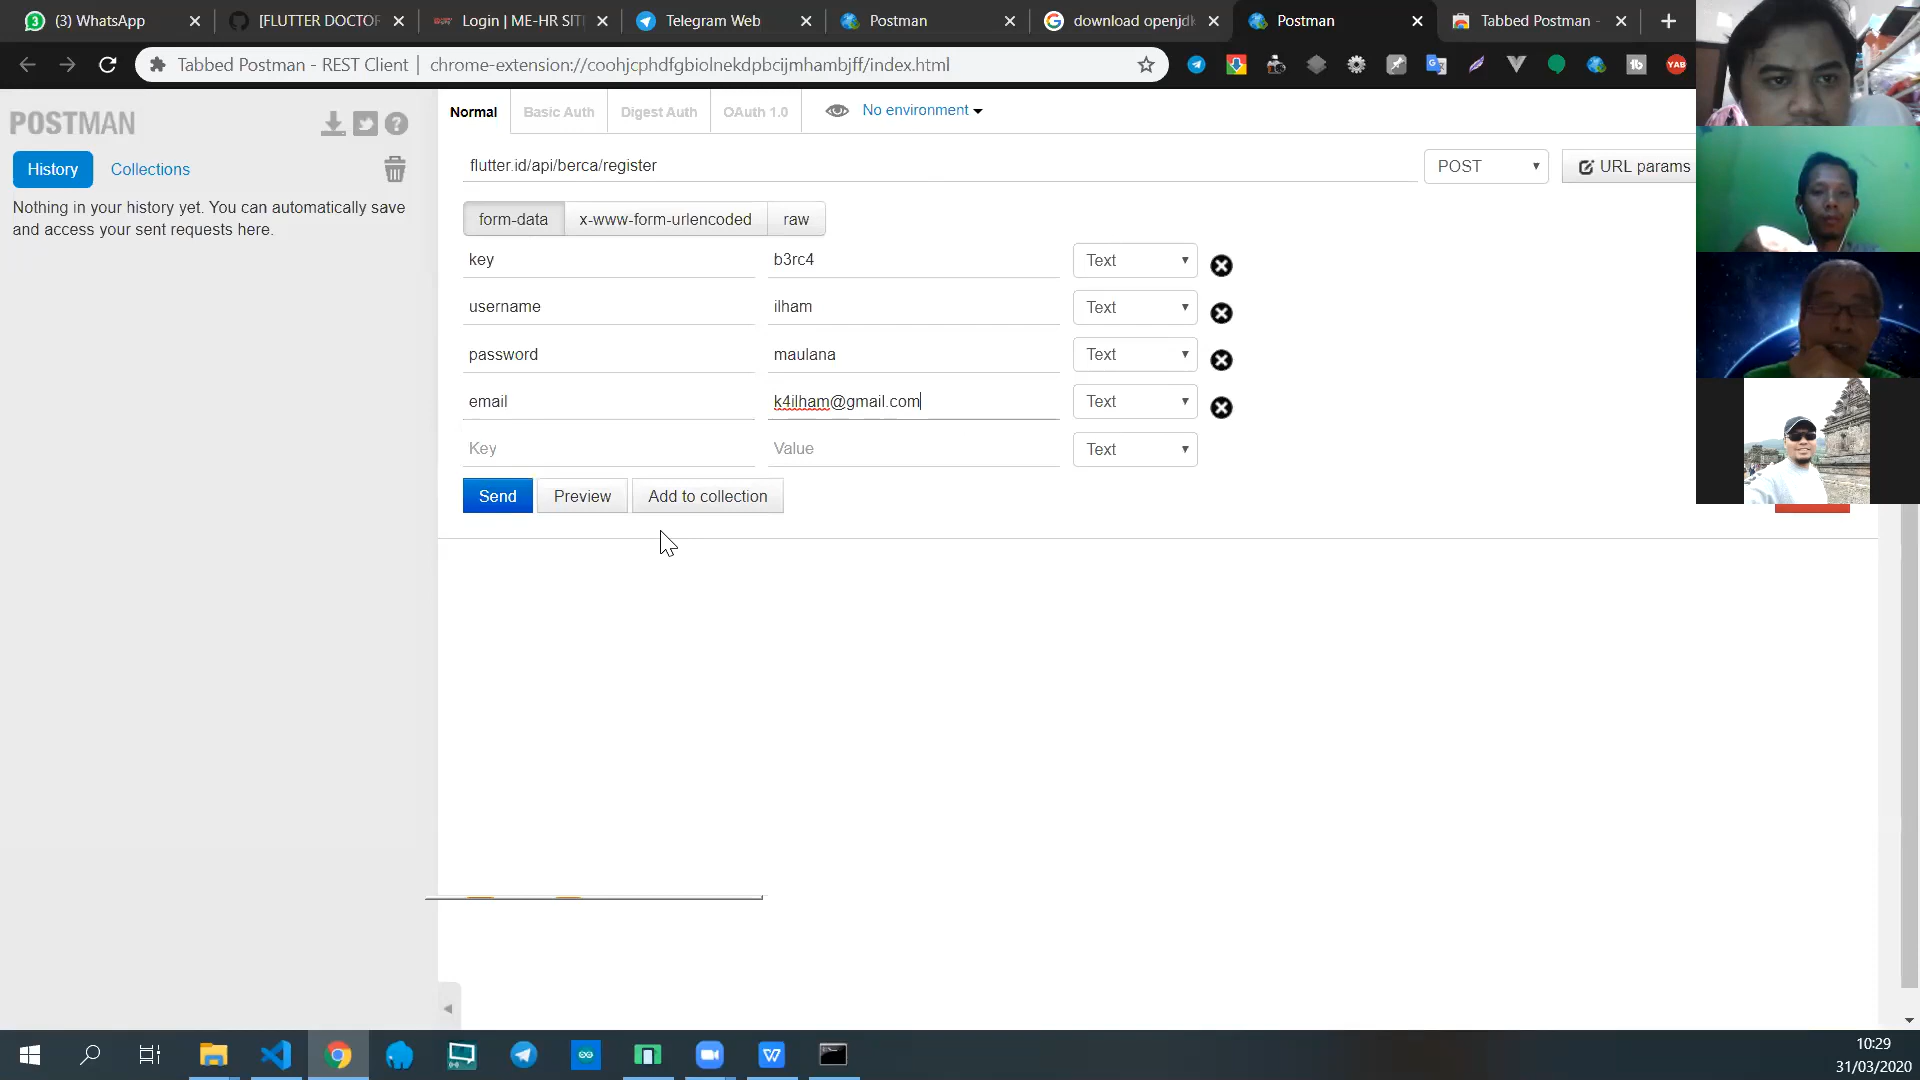 (3) WhatsApp
[FLUTTER DOCTOR
Login | ME-HR SIT
Telegram Web
Postman
download openjdk
Postman
Tabbed Postman -
Tabbed Postman - REST Client | chrome-extension://coohjcphdfgbiolnekdpbcijmhambjff/index.html
POSTMAN
Normal
Basic Auth
Digest Auth
OAuth 1.0
No environment
History
Collections
Nothing in your history yet. You can automatically save
and access your sent requests here.
flutter.id/api/berca/register
POST
URL params
form-data
x-www-form-urlencoded
raw
key
b3rc4
Text
username
ilham
Text
password
maulana
Text
email
k4ilham@gmail.com
Text
Key
Value
Text
Send
Preview
Add to collection
10:29
31/03/2020